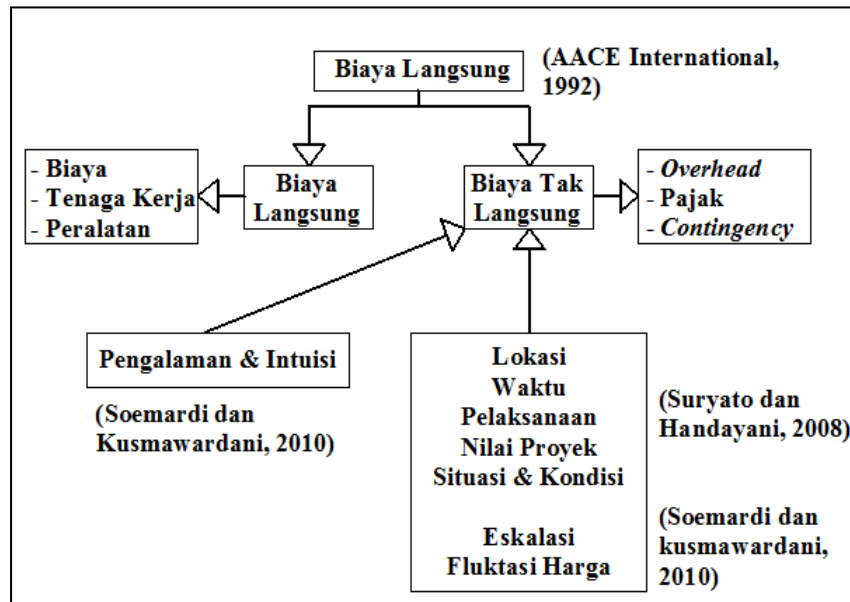 Biaya Langsung
(AACE International,
1992)
- Biaya
- Tenaga Kerja
- Peralatan
Biaya
Langsung
Biaya Tak
Langsung
- Overhead
- Pajak
- Contingency
Pengalaman & Intuisi
(Soemardi dan
Kusmawardani, 2010)
Lokasi
Waktu
Pelaksanaan
Nilai Proyek
Situasi & Kondisi
(Suryato dan
Handayani, 2008)
Eskalasi
Fluktasi Harga
(Soemardi dan
kusmawardani,
2010)